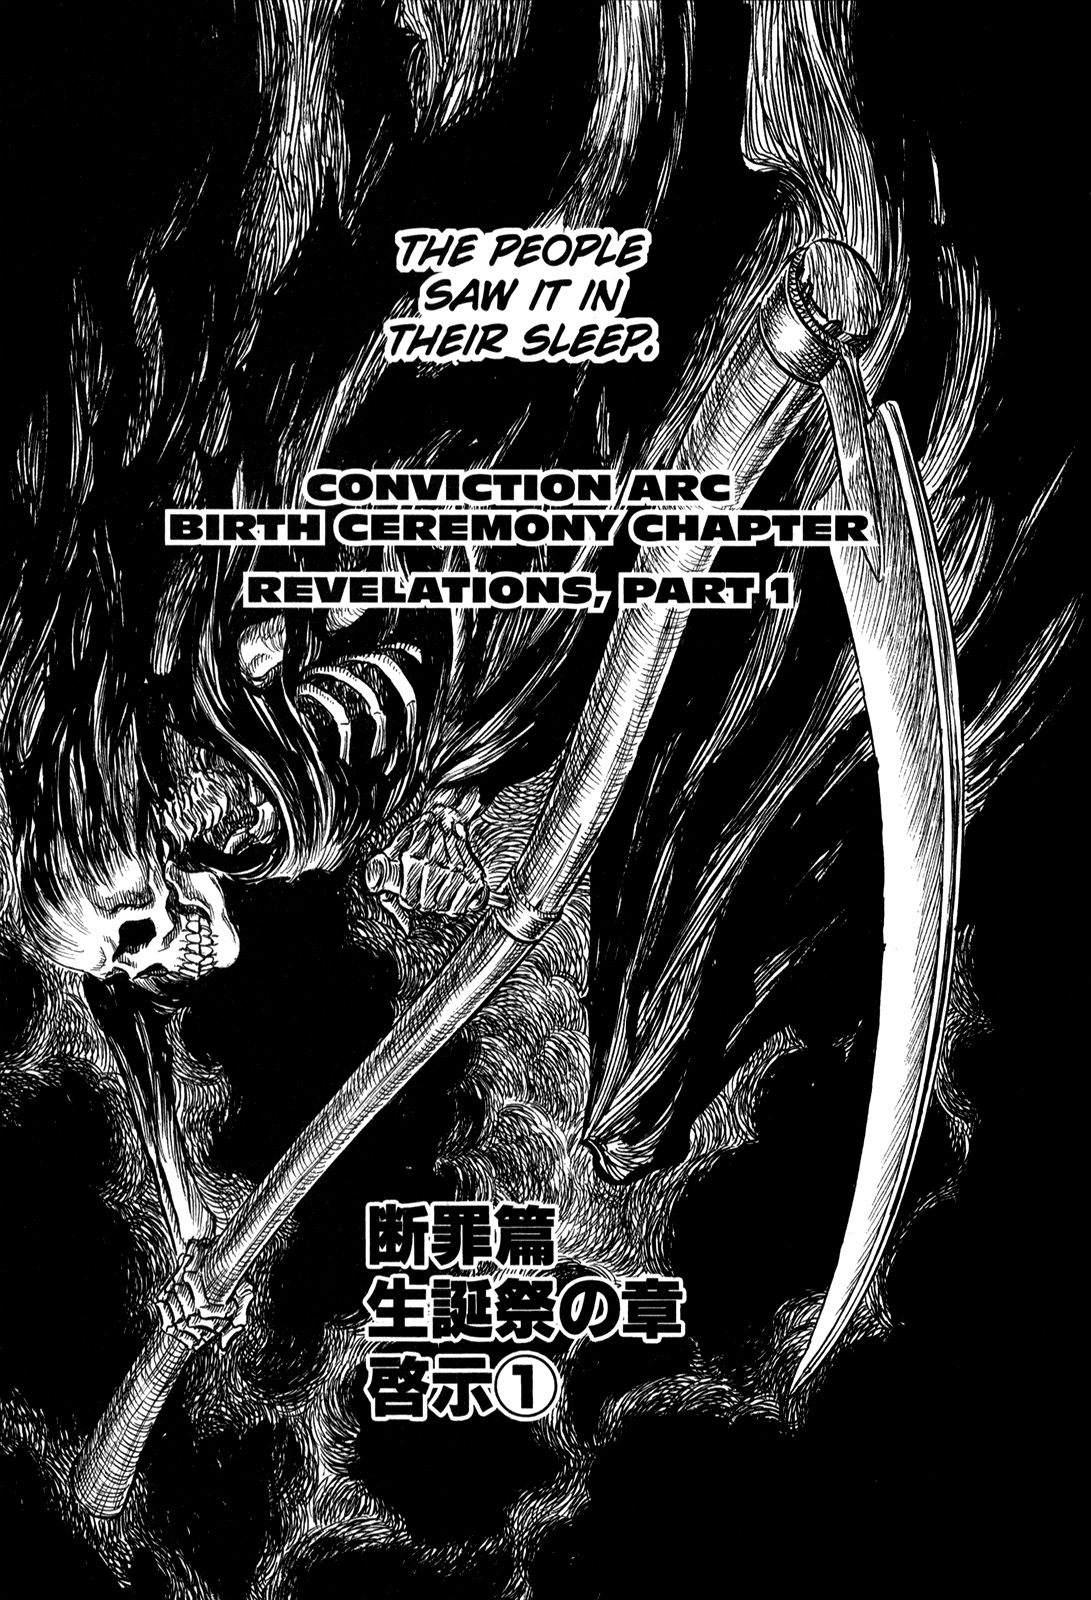 THE PEOPLE
SAW IT IN
THEIR SLEEP.
CONVICTION ARC
BIRTH CEREMONY CHAPTER
REVELATIONS, PART 1
断罪篇
生誕祭の章
啓示①